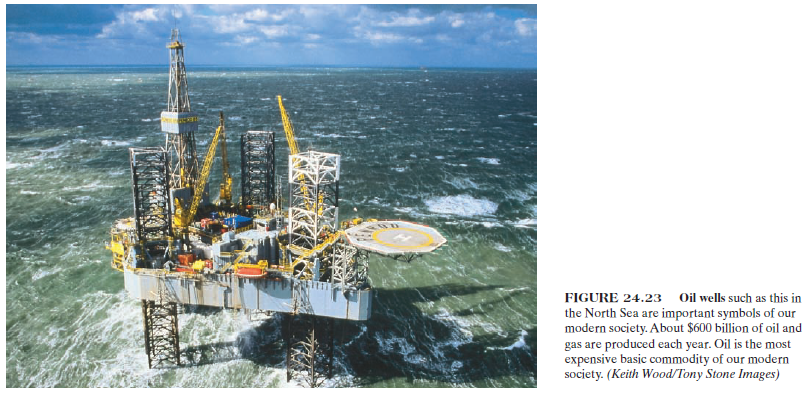 FIGURE 24.23 Oil wells such as this in
the North Sea are important symbols of our
modern society. About $600 billion of oil and
gas are produced each year. Oil is the most
expensive basic commodity of our modern
society. (Keith Wood/Tony Stone Images)